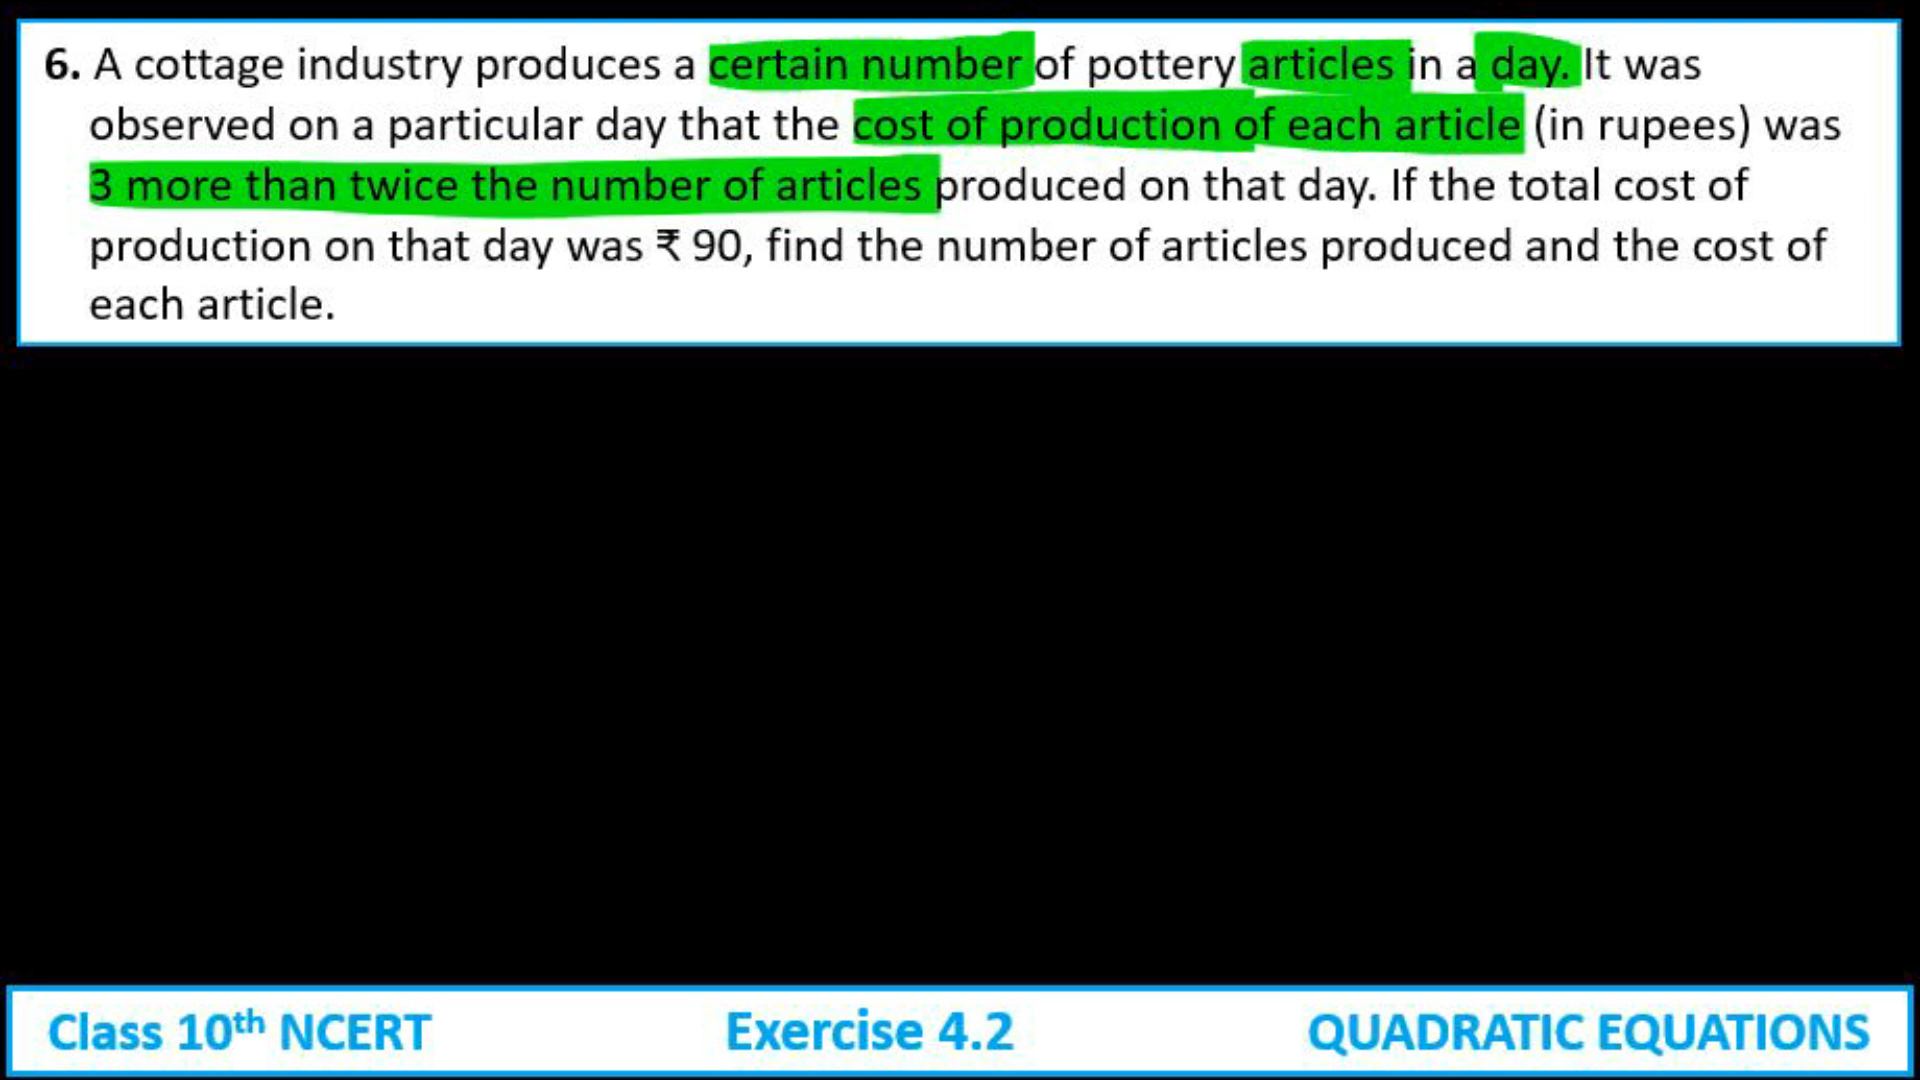 6. A cottage industry produces a certain number of pottery articles in a day. It was
observed on a particular day that the cost of production of each article (in rupees) was
3 more than twice the number of articles produced on that day. If the total cost of
production on that day was ₹ 90, find the number of articles produced and the cost of
each article.
Class 10th NCERT Exercise 4.2 QUADRATIC EQUATIONS